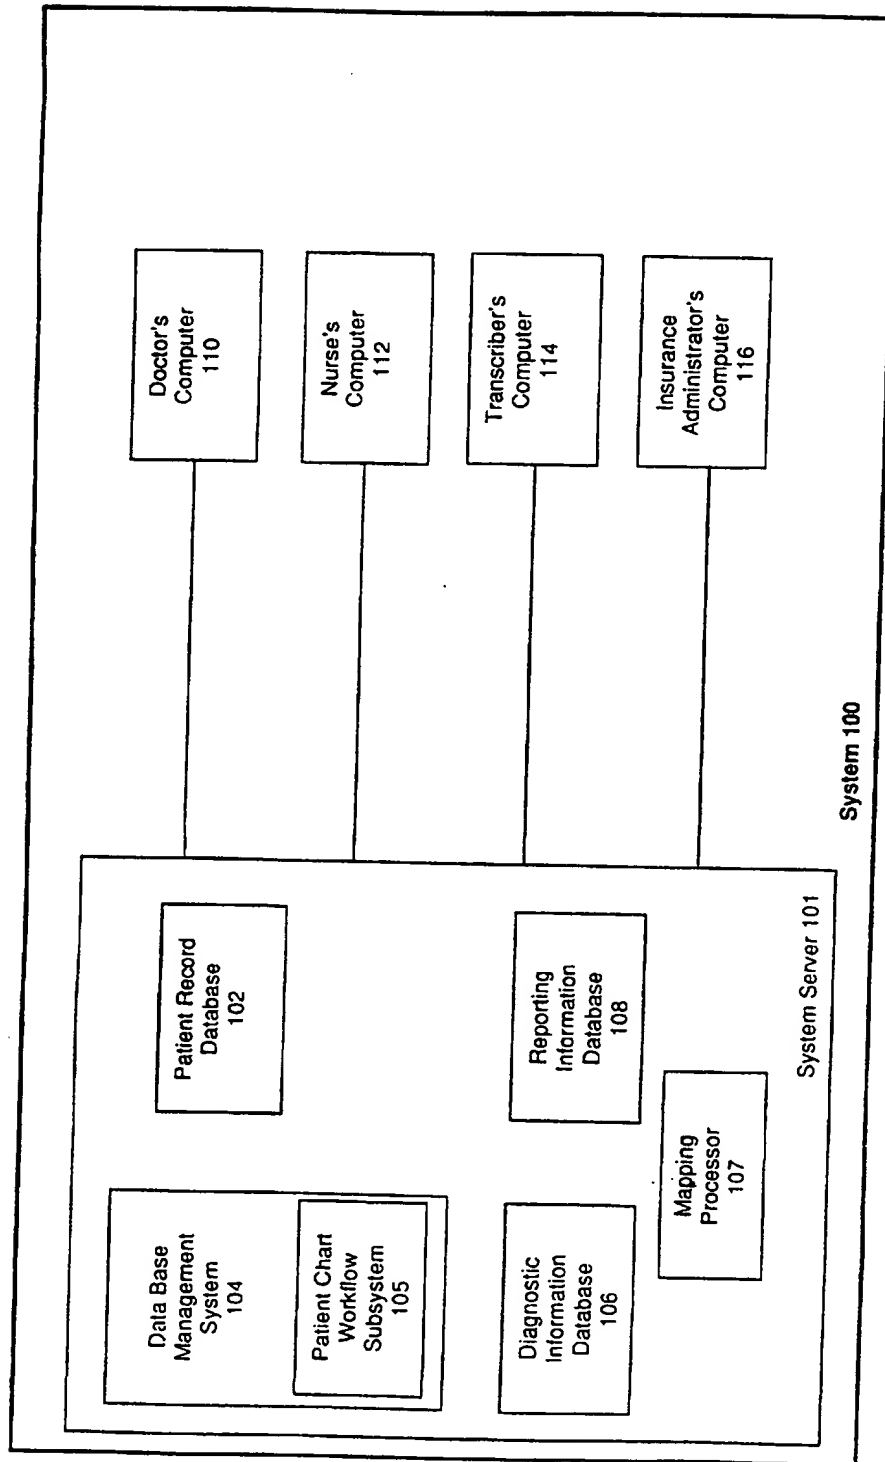 Data Base
Management
System
104
Patient Chart
Workflow
Subsystem
105
Patient Record
Database
102
Diagnostic
Information
Database
106
Reporting
Information
Database
108
Mapping
Processor
107
System Server 101
Doctor's
Computer
110
Nurse's
Computer
112
Transcriber's
Computer
114
Insurance
Administrator's
Computer
116
System 100